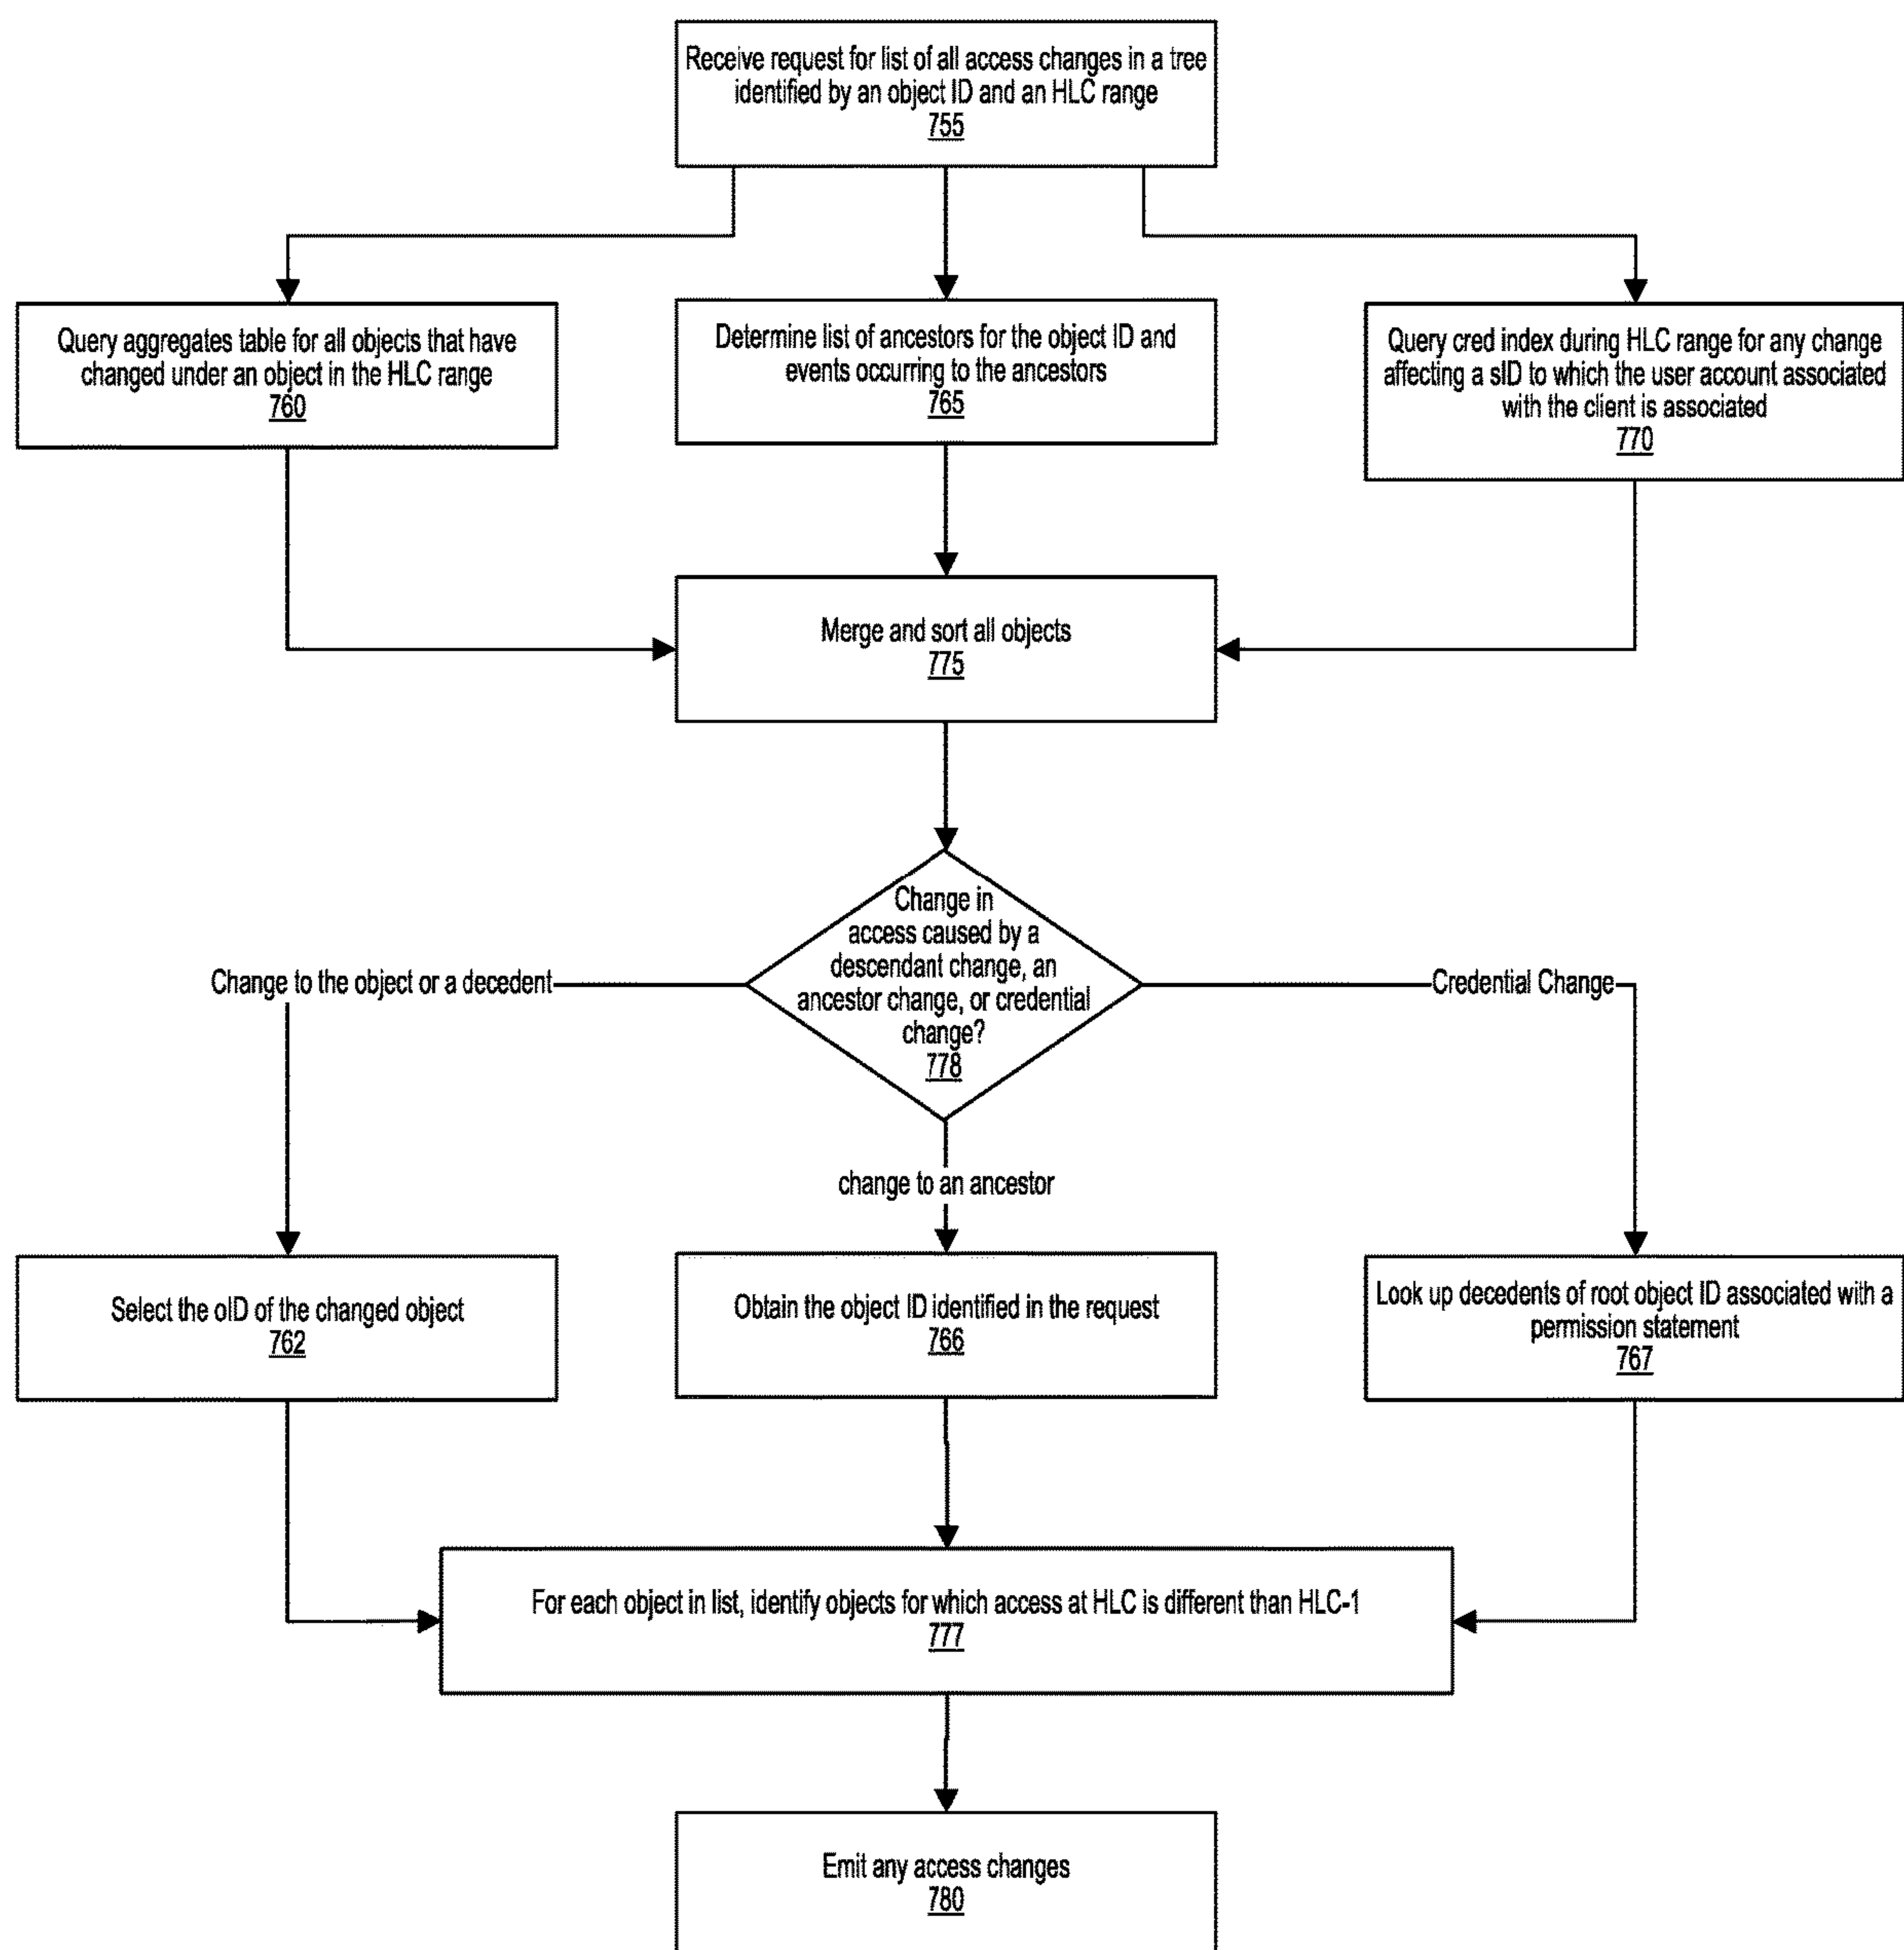 Receive request for list of all access changes in a tree
identified by an object ID and an HLC range
755
Query aggregates table for all objects that have
changed under an object in the HLC range
760
Determine list of ancestors for the object ID and
events occurring to the ancestors
765
Query cred index during HLC range for any change
affecting a sID to which the user account associated
with the client is associated
770
Merge and sort all objects
775
Change in
access caused by a
descendant change, an
ancestor change, or credential
change?
778
Change to the object or a decedent
change to an ancestor
Credential Change
Select the oID of the changed object
762
Obtain the object ID identified in the request
766
Look up decedents of root object ID associated with a
permission statement
767
For each object in list, identify objects for which access at HLC is different than HLC-1
777
Emit any access changes
780